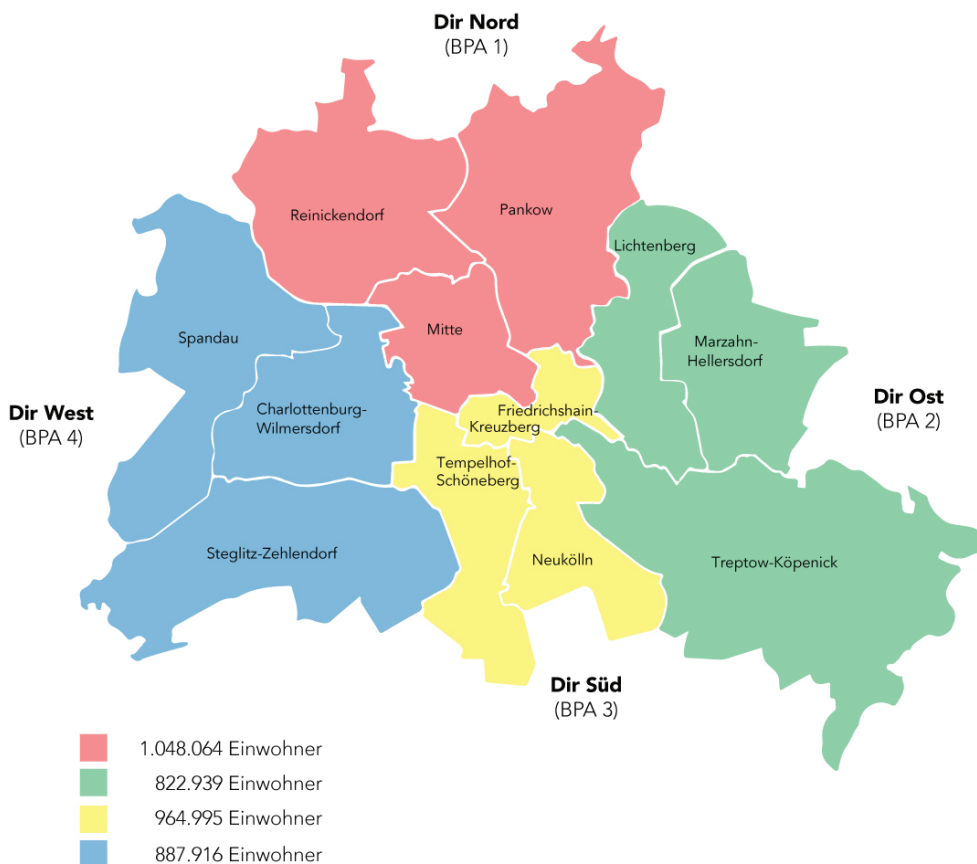 Dir Nord
(BPA 1)
Reinickendorf
Pankow
Lichtenberg
Spandau
Mitte
Marzahn-
Hellersdorf
Dir West
(BPA 4)
Charlottenburg-
Wilmersdorf
Friedrichshain-
Kreuzberg
Dir Ost
(BPA 2)
Tempelhof-
Schöneberg
Steglitz-Zehlendorf
Neukölln
Treptow-Köpenick
Dir Süd
(BPA 3)
1.048.064 Einwohner
822.939 Einwohner
964.995 Einwohner
887.916 Einwohner